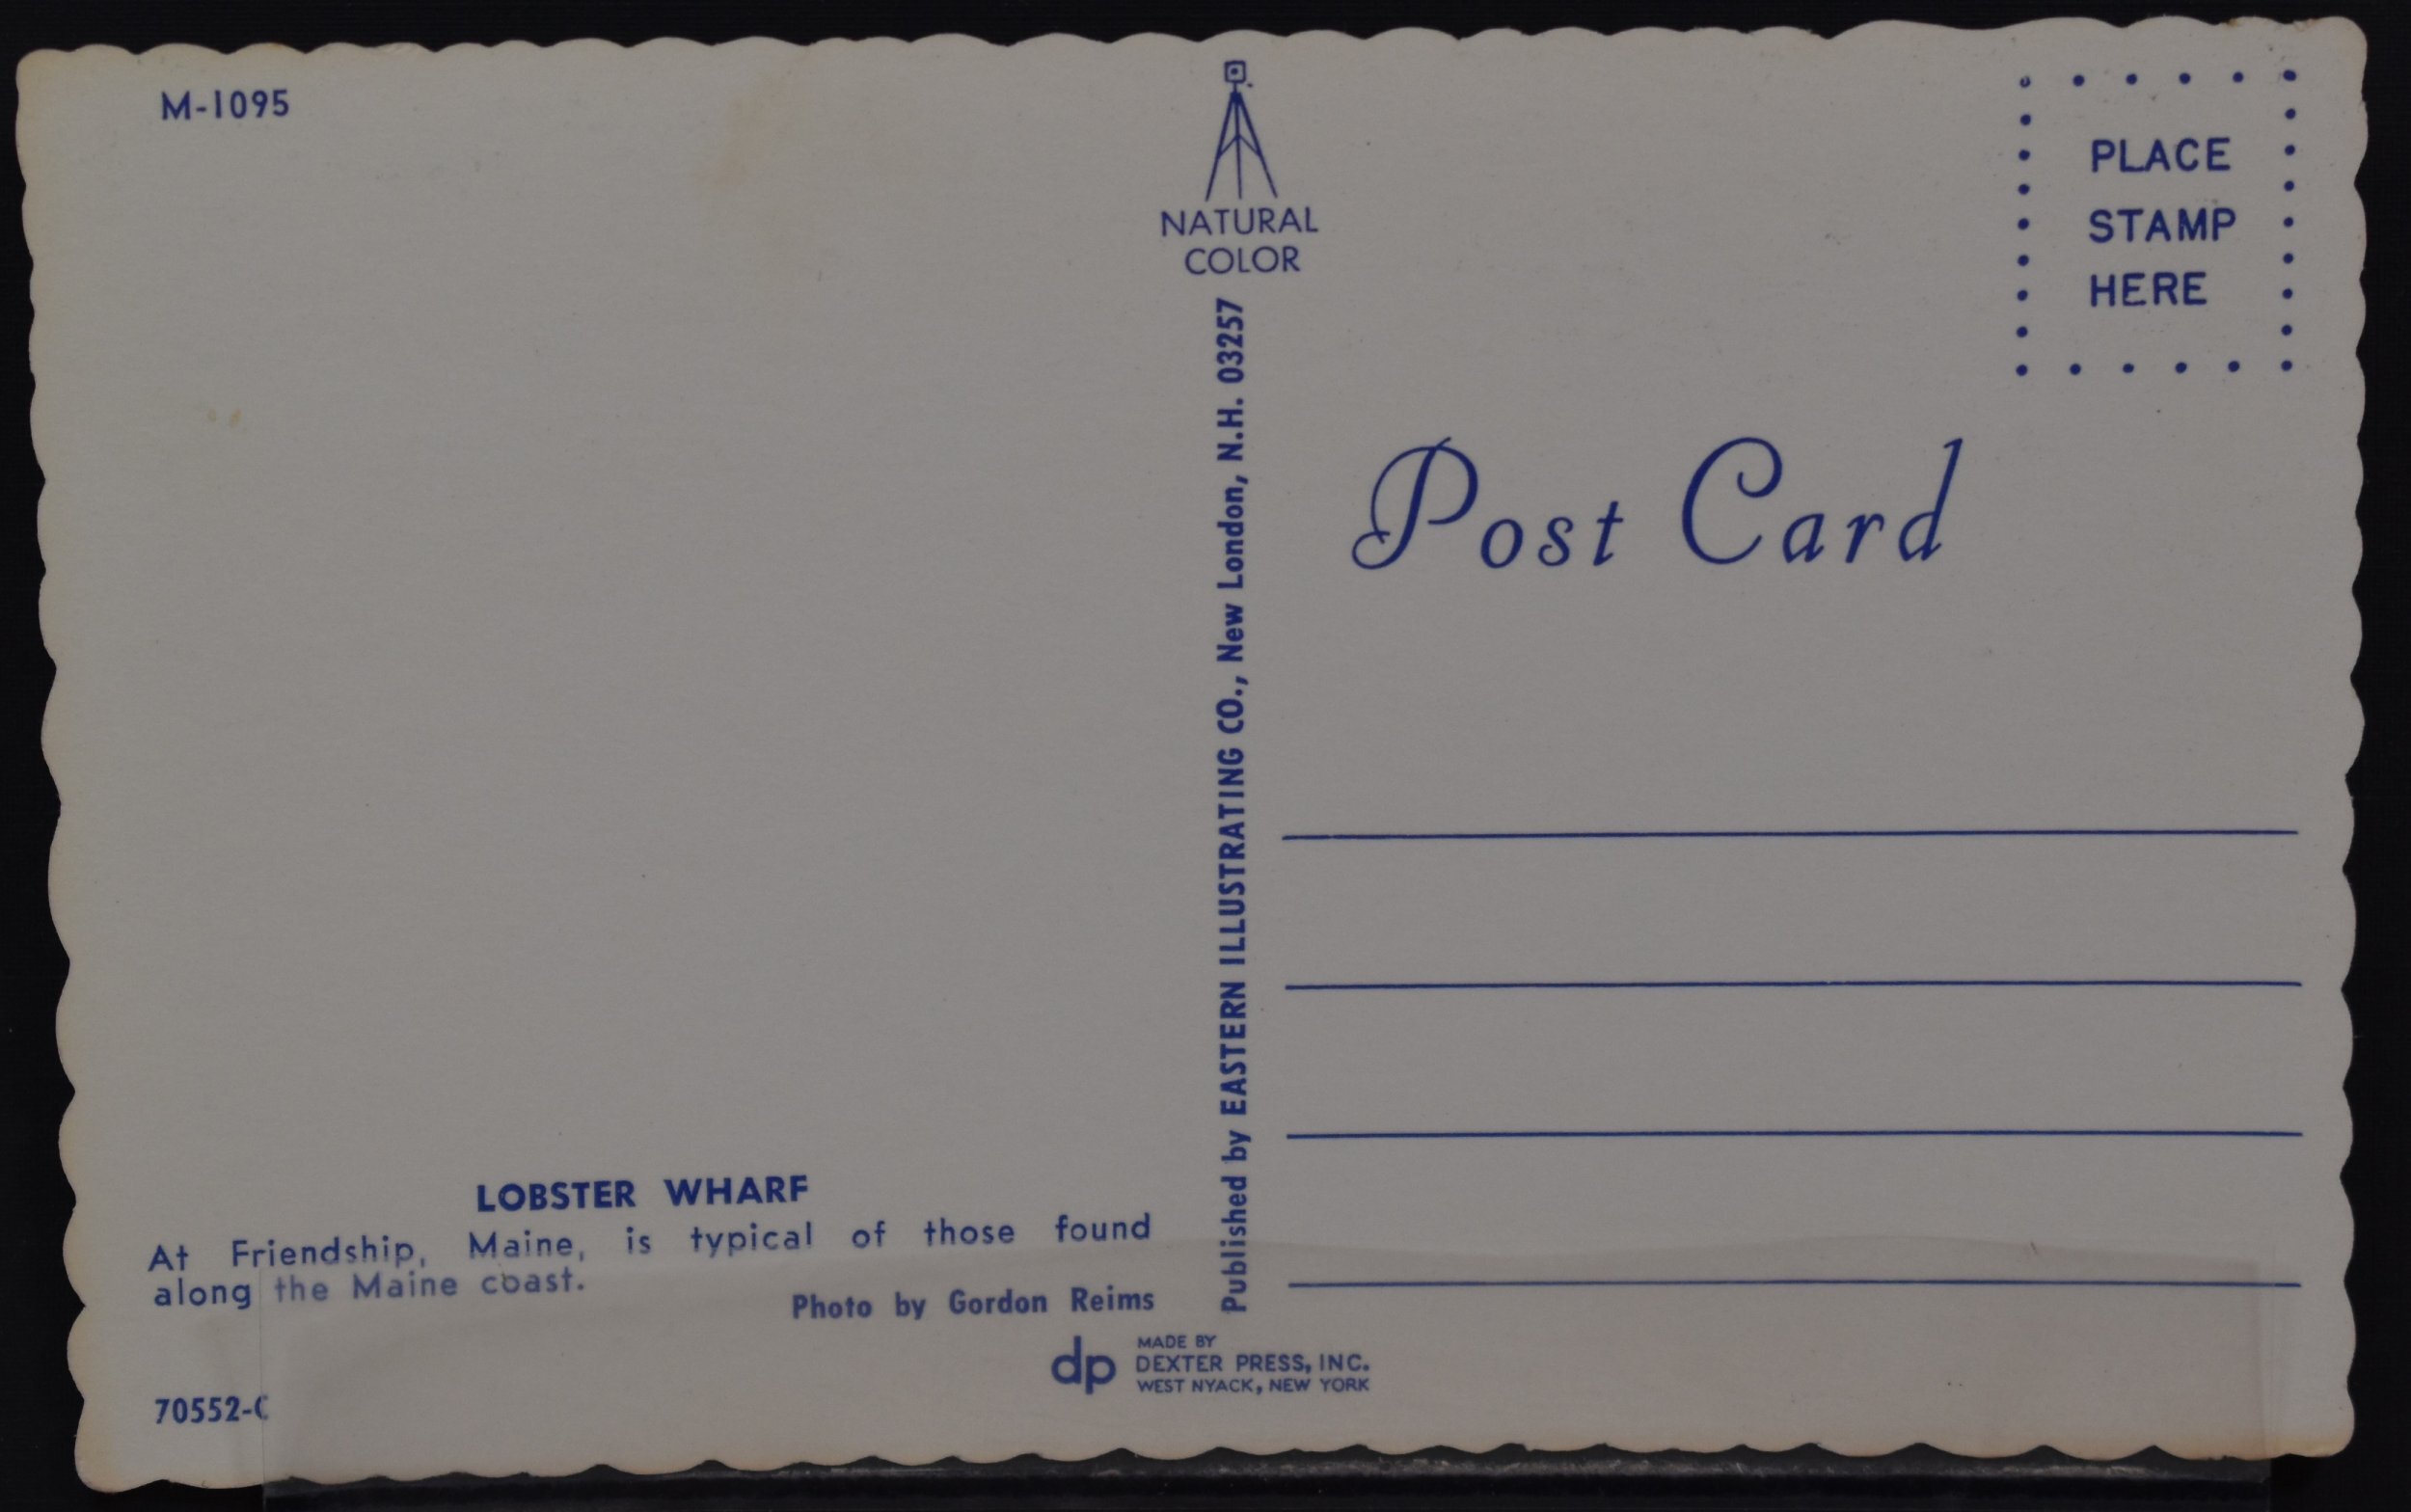 M-1095
NATURAL
COLOR
PLACE
STAMP
HERE
Post Card
Published by EASTERN ILLUSTRATING CO., New London, N.H. 03257
LOBSTER WHARF
At Friendship, Maine, is typical of those found
along the Maine coast.
Photo by Gordon Reims
dp
MADE BY
DEXTER PRESS, INC.
WEST NYACK, NEW YORK
70552-C